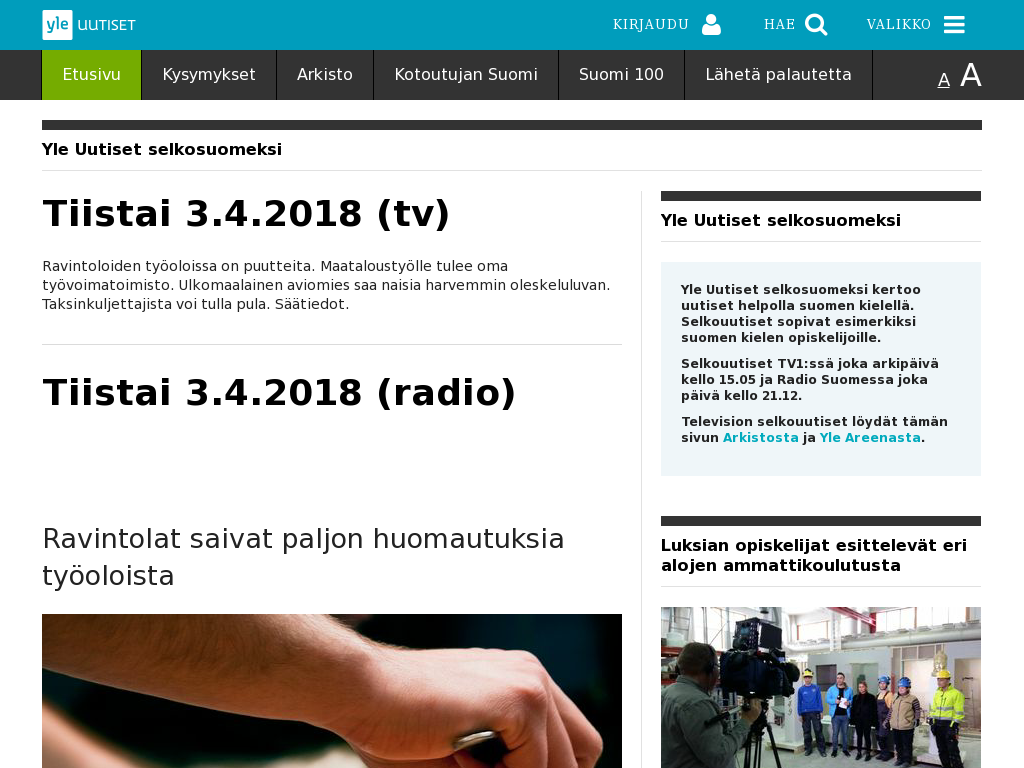 yle UUTISET
KIRJAUDU
HAE
VALIKKO
Etusivu
Kysymykset
Arkisto
Kotoutujan Suomi
Suomi 100
Lähetä palautetta
A A
Yle Uutiset selkosuomeksi
Tiistai 3.4.2018 (tv)
Ravintoloiden työoloissa on puutteita. Maataloustyölle tulee oma
työvoimatoimisto. Ulkomaalainen aviomies saa naisia harvemmin oleskeluluvan.
Taksinkuljettajista voi tulla pula. Säätiedot.
Tiistai 3.4.2018 (radio)
Ravintolat saivat paljon huomautuksia
työoloista
Yle Uutiset selkosuomeksi
Yle Uutiset selkosuomeksi kertoo
uutiset helpolla suomen kielellä.
Selkouutiset sopivat esimerkiksi
suomen kielen opiskelijoille.
Selkouutiset TV1:ssä joka arkipäivä
kello 15.05 ja Radio Suomessa joka
päivä kello 21.12.
Television selkouutiset löydät tämän
sivun Arkistosta ja Yle Areenasta.
Luksian opiskelijat esittelevät eri
alojen ammattikoulutusta